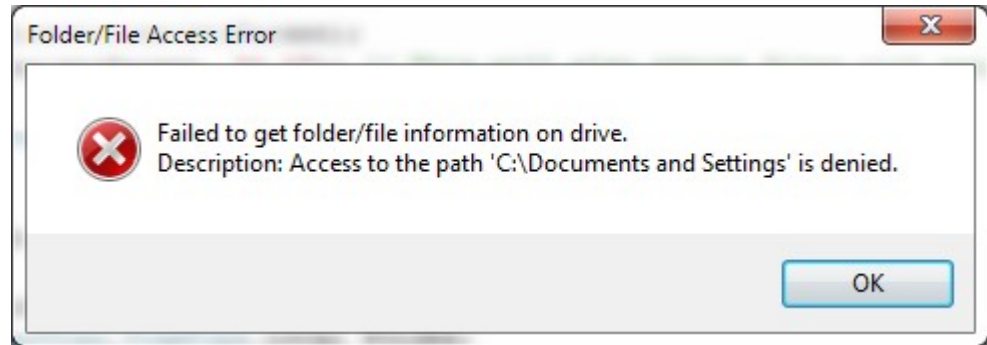 Folder/File Access Error
Failed to get folder/file information on drive.
Description: Access to the path 'C:\Documents and Settings' is denied.
OK